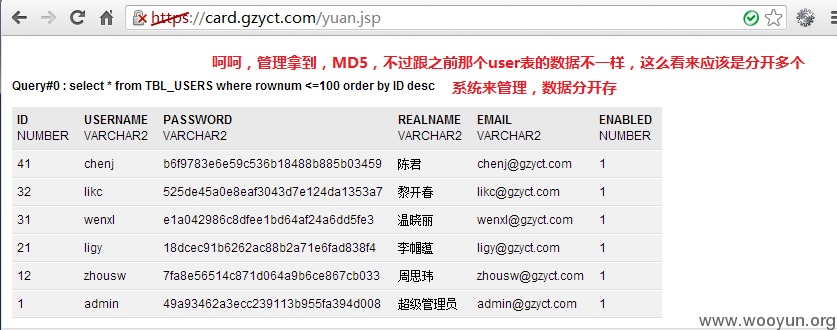 https://card.gzyct.com/yuan.jsp
呵呵，管理拿到，MD5，不过跟之前那个user表的数据不一样，这么看来应该是分开多个
Query#0 : select * from TBL_USERS where rownum <=100 order by ID desc 系统来管理，数据分开存
ID USERNAME PASSWORD REALNAME EMAIL ENABLED
NUMBER VARCHAR2 VARCHAR2 VARCHAR2 VARCHAR2 NUMBER
41 chenj b6f9783e6e59c536b18488b885b03459 陈君 chenj@gzyct.com 1
32 likc 525de45a0e8eaf3043d7e124da1353a7 黎开春 likc@gzyct.com 1
31 wenxl e1a042986c8dfee1bd64af24a6dd5fe3 温晓丽 wenxl@gzyct.com 1
21 ligy 18dcec91b6262ac88b2a71e6fad838f4 李帼蕴 ligy@gzyct.com 1
12 zhousw 7fa8e56514c871d064a9b6ce867cb033 周思玮 zhousw@gzyct.com 1
1 admin 49a93462a3ecc239113b955fa394d008 超级管理员 admin@gzyct.com 1
www.wooyun.org